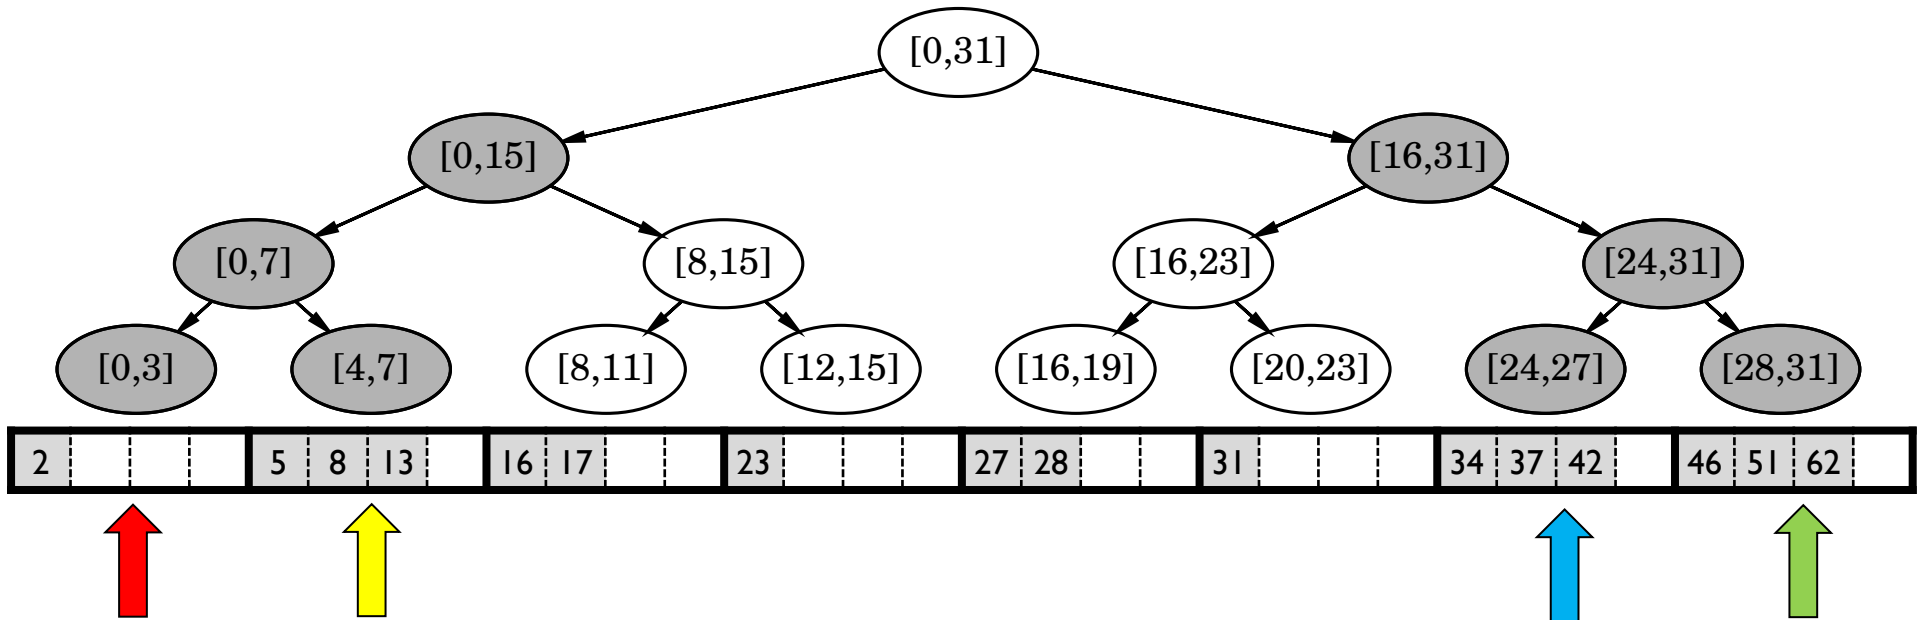 [0,31]
[0,15] [16,31]
[0,7] [8,15] [16,23] [24,31]
[0,3] [4,7] [8,11] [12,15] [16,19] [20,23] [24,27] [28,31]
2 5 8 13 16 17 23 27 28 31 34 37 42 46 51 62